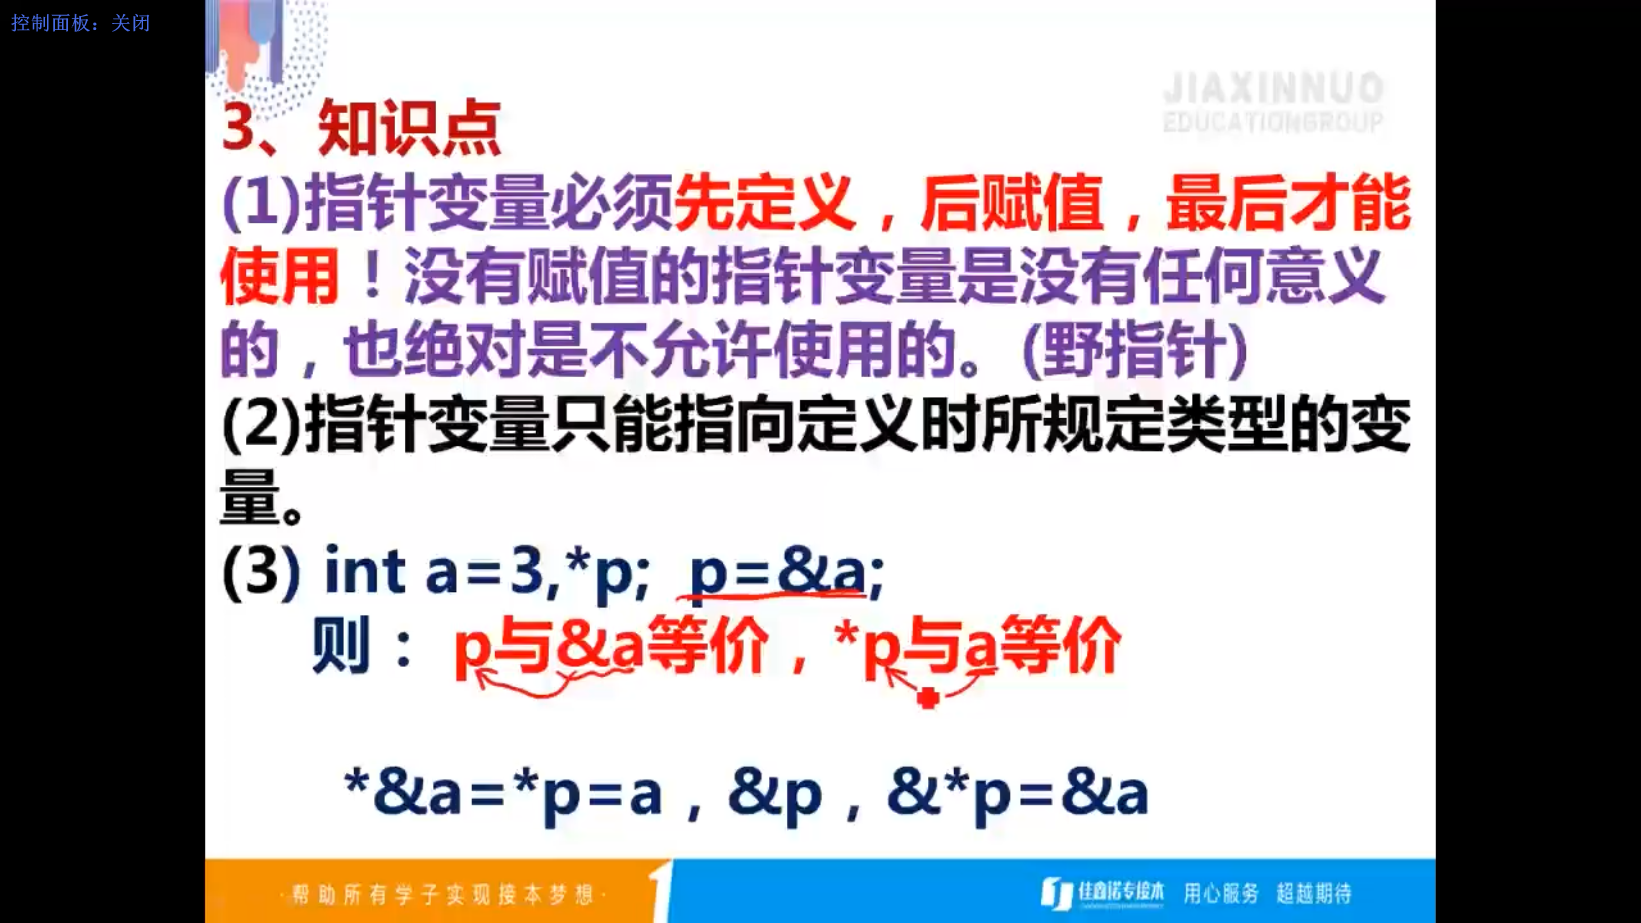 控制面板：关闭
JIAXINNUO
EDUCATIONGROUP
3、知识点
(1)指针变量必须先定义，后赋值，最后才能
使用！没有赋值的指针变量是没有任何意义
的，也绝对是不允许使用的。(野指针)
(2)指针变量只能指向定义时所规定类型的变
量。
(3) int a=3,*p;  p=&a;
则：  p与&a等价，*p与a等价
*&a=*p=a，&p，&*p=&a
·帮助所有学子实现接本梦想·
佳鑫诺专接本  用心服务  超越期待